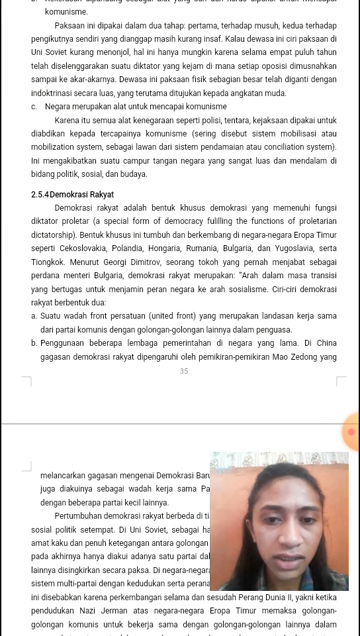 komunisme.
Paksaan ini dipakai dalam dua tahap: pertama, terhadap musuh, kedua terhadap
pengikutnya sendiri yang dianggap masih kurang insaf. Kalau dewasa ini ciri paksaan di
Uni Soviet kurang menonjol, hal ini hanya mungkin karena selama empat puluh tahun
telah diselenggarakan suatu diktator yang kejam di mana setiap oposisi dimusnahkan
sampai ke akar-akarnya. Dewasa ini paksaan fisik sebagian besar telah diganti dengan
indoktrinasi secara luas, yang terutama ditujukan kepada angkatan muda.
c. Negara merupakan alat untuk mencapai komunisme
Karena itu semua alat kenegaraan seperti polisi, tentara, kejaksaan dipakai untuk
diabdikan kepada tercapainya komunisme (sering disebut sistem mobilisasi atau
mobilization system, sebagai lawan dari sistem pendamaian atau conciliation system).
Ini mengakibatkan suatu campur tangan negara yang sangat luas dan mendalam di
bidang politik, sosial, dan budaya.
2.5.4Demokrasi Rakyat
Demokrasi rakyat adalah bentuk khusus demokrasi yang memenuhi fungsi
diktator proletar (a special form of democracy fulilling the functions of proletarian
dictatorship). Bentuk khusus ini tumbuh dan berkembang di negara-negara Eropa Timur
seperti Cekoslovakia, Polandia, Hongaria, Rumania, Bulgaria, dan Yugoslavia, serta
Tiongkok. Menurut Georgi Dimitrov, seorang tokoh yang pernah menjabat sebagai
perdana menteri Bulgaria, demokrasi rakyat merupakan: "Arah dalam masa transisi
yang bertugas untuk menjamin peran negara ke arah sosialisme. Ciri-ciri demokrasi
rakyat berbentuk dua:
a. Suatu wadah front persatuan (united front) yang merupakan landasan kerja sama
dari partai komunis dengan golongan-golongan lainnya dalam penguasa.
b. Penggunaan beberapa lembaga pemerintahan di negara yang lama. Di China
gagasan demokrasi rakyat dipengaruhi oleh pemikiran-pemikiran Mao Zedong yang
35
melancarkan gagasan mengenai Demokrasi Baru
juga diakuinya sebagai wadah kerja sama Pa
dengan beberapa partai kecil lainnya.
Pertumbuhan demokrasi rakyat berbeda di ti
sosial politik setempat. Di Uni Soviet, sebagai ha
amat kaku dan penuh ketegangan antara golongan
pada akhirnya hanya diakui adanya satu partai dal
lainnya disingkirkan secara paksa. Di negara-negara
sistem multi-partai dengan kedudukan serta perana
ini disebabkan karena perkembangan selama dan sesudah Perang Dunia II, yakni ketika
pendudukan Nazi Jerman atas negara-negara Eropa Timur memaksa golongan-
golongan komunis untuk bekerja sama dengan golongan-golongan lainnya dalam